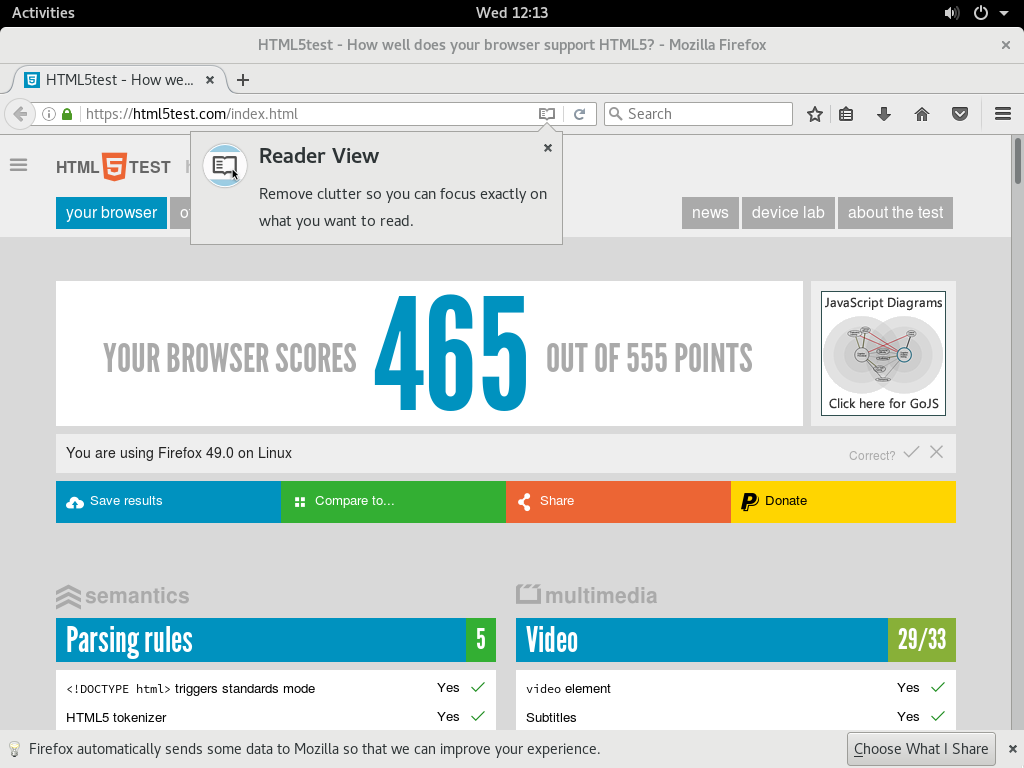 Activities
Wed 12:13
HTML5test - How well does your browser support HTML5? - Mozilla Firefox
HTML5test - How we...
https://html5test.com/index.html
Search
Reader View
Remove clutter so you can focus exactly on
what you want to read.
HTML 5 TEST
your browser
news
device lab
about the test
YOUR BROWSER SCORES 465 OUT OF 555 POINTS
JavaScript Diagrams
Click here for GoJS
You are using Firefox 49.0 on Linux
Correct?
Save results
Compare to...
Share
Donate
semantics
Parsing rules 5
<!DOCTYPE html> triggers standards mode Yes
HTML5 tokenizer Yes
multimedia
Video 29/33
video element Yes
Subtitles Yes
Firefox automatically sends some data to Mozilla so that we can improve your experience.
Choose What I Share